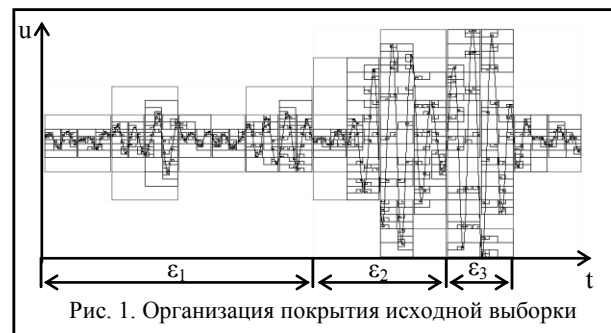 u
t
ε₁
ε₂
ε₃
Рис. 1. Организация покрытия исходной выборки